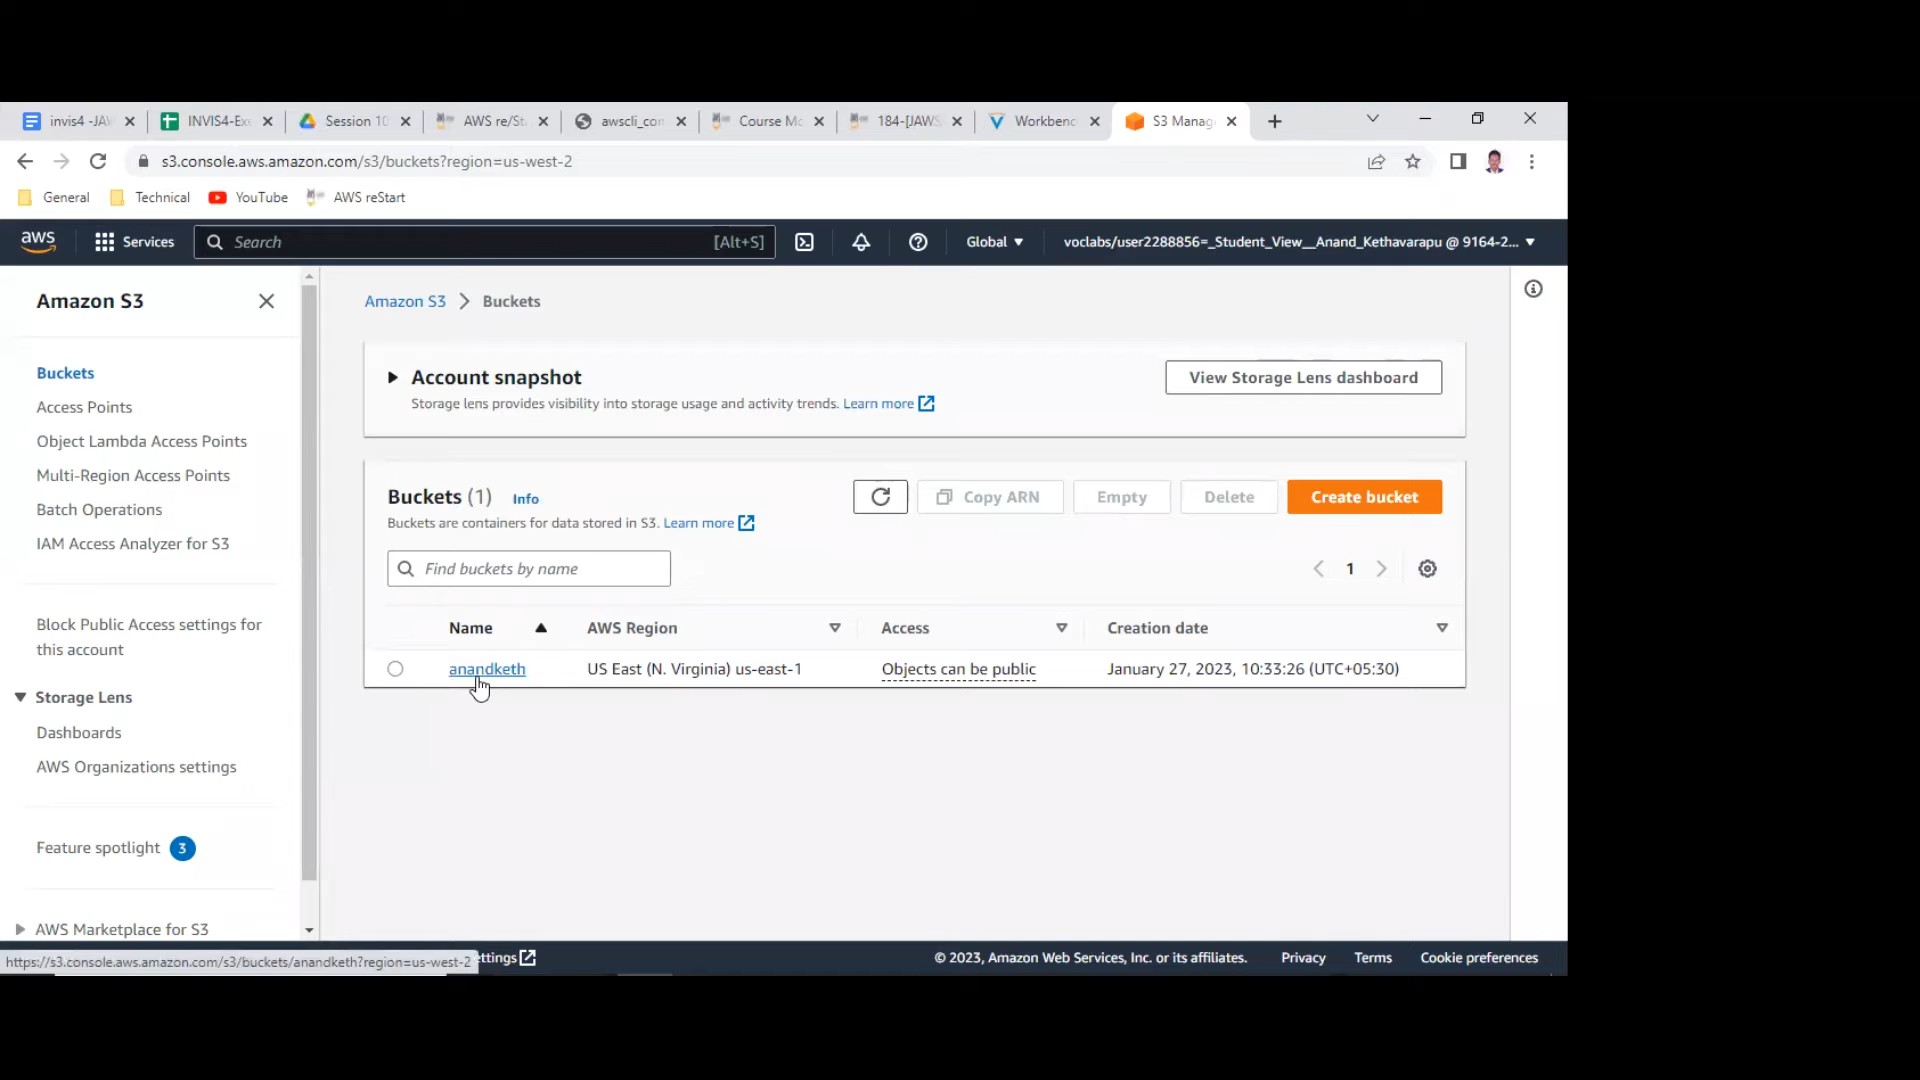 invis4 -JAW
INVIS4-Exe
Session 10
AWS re/St
awscli_con
Course Mo
184-[JAWS
Workbenc
S3 Manag
s3.console.aws.amazon.com/s3/buckets?region=us-west-2
General
Technical
YouTube
AWS reStart
aws
Services
Search
[Alt+S]
Global
voclabs/user2288856=_Student_View__Anand_Kethavarapu @ 9164-2...
Amazon S3
Buckets
Access Points
Object Lambda Access Points
Multi-Region Access Points
Batch Operations
IAM Access Analyzer for S3
Block Public Access settings for
this account
Storage Lens
Dashboards
AWS Organizations settings
Feature spotlight 3
AWS Marketplace for S3
Amazon S3 > Buckets
Account snapshot
Storage lens provides visibility into storage usage and activity trends. Learn more
View Storage Lens dashboard
Buckets (1) Info
Buckets are containers for data stored in S3. Learn more
Copy ARN
Empty
Delete
Create bucket
Find buckets by name
1
Name
AWS Region
Access
Creation date
anandketh
US East (N. Virginia) us-east-1
Objects can be public
January 27, 2023, 10:33:26 (UTC+05:30)
https://s3.console.aws.amazon.com/s3/buckets/anandketh?region=us-west-2
ettings
© 2023, Amazon Web Services, Inc. or its affiliates.
Privacy
Terms
Cookie preferences